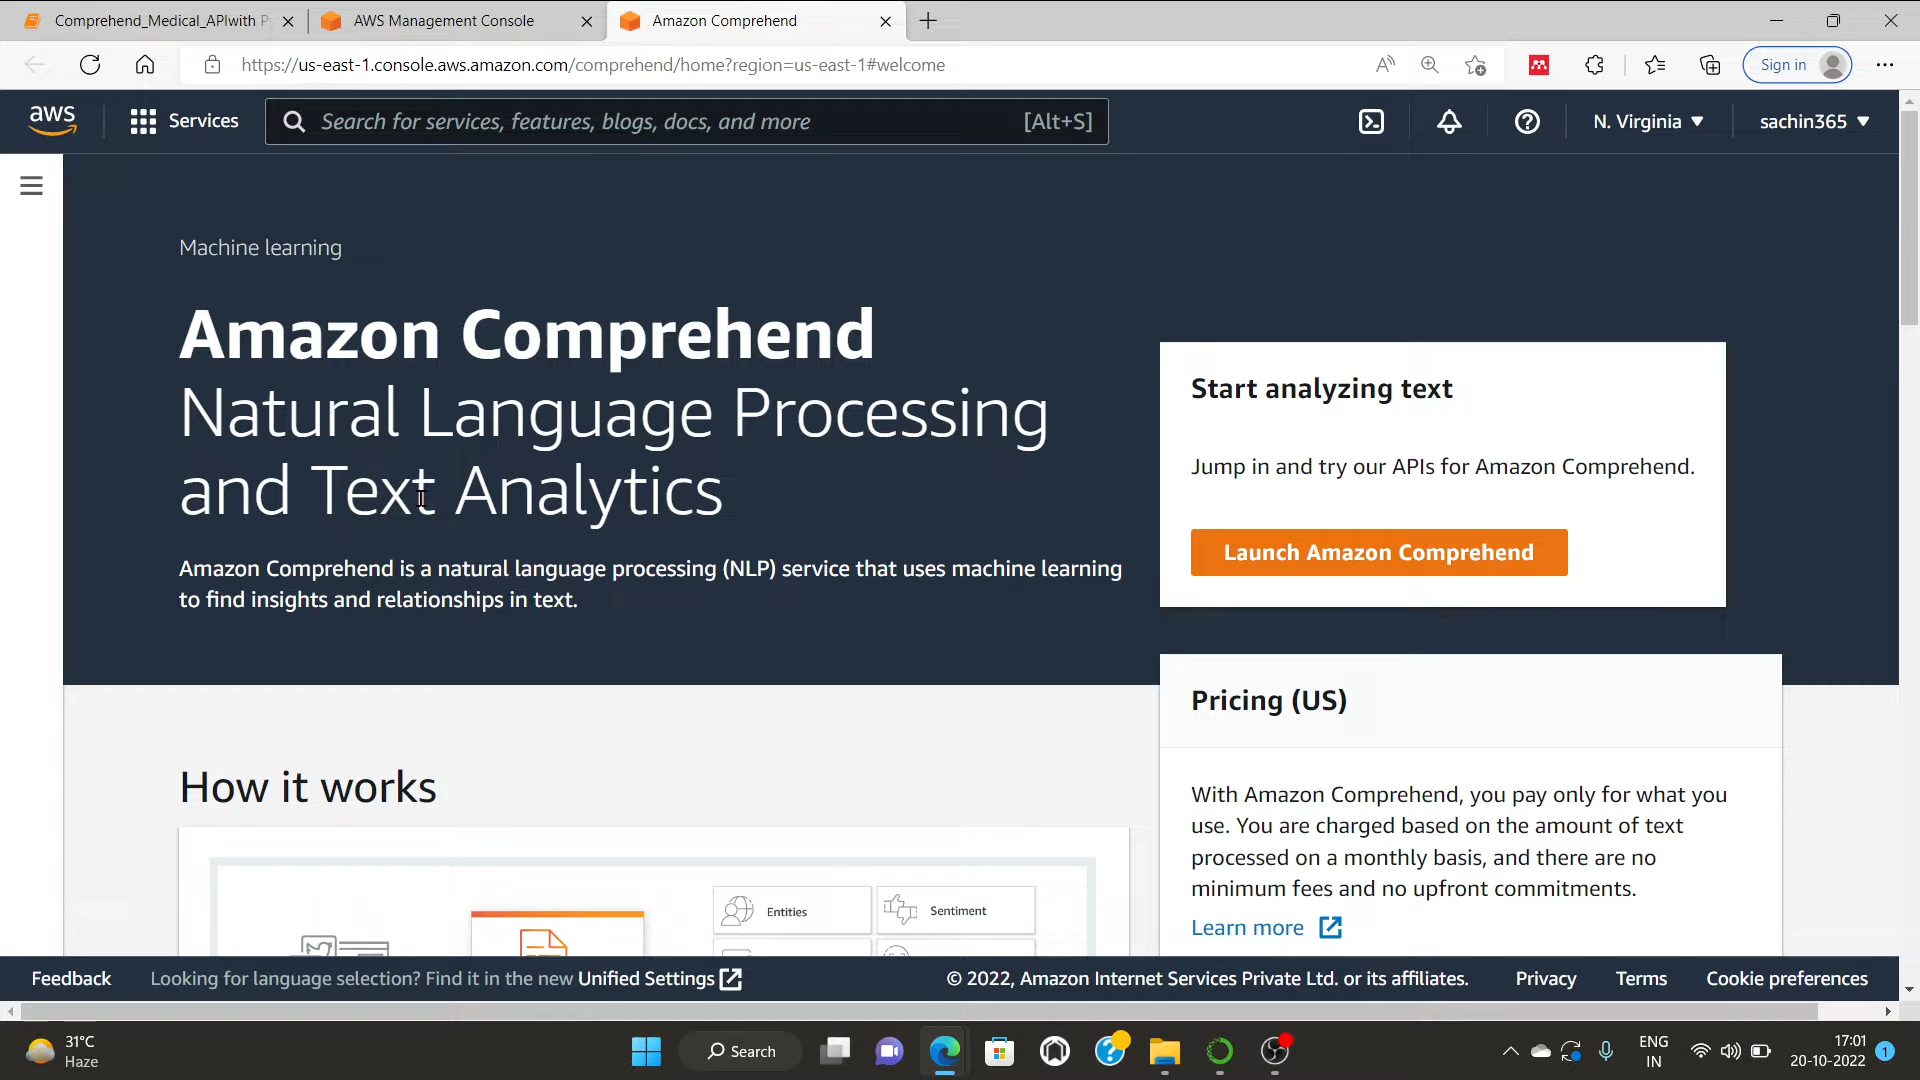 Comprehend_Medical_APIwith P
AWS Management Console
Amazon Comprehend
https://us-east-1.console.aws.amazon.com/comprehend/home?region=us-east-1#welcome
Sign in
aws
Services
Search for services, features, blogs, docs, and more
[Alt+S]
N. Virginia
sachin365
Machine learning
Amazon Comprehend
Natural Language Processing
and Text Analytics
Amazon Comprehend is a natural language processing (NLP) service that uses machine learning
to find insights and relationships in text.
Start analyzing text
Jump in and try our APIs for Amazon Comprehend.
Launch Amazon Comprehend
Pricing (US)
With Amazon Comprehend, you pay only for what you
use. You are charged based on the amount of text
processed on a monthly basis, and there are no
minimum fees and no upfront commitments.
Learn more
How it works
Entities
Sentiment
Feedback
Looking for language selection? Find it in the new Unified Settings
© 2022, Amazon Internet Services Private Ltd. or its affiliates.
Privacy
Terms
Cookie preferences
31°C
Haze
Search
ENG
IN
17:01
20-10-2022
1